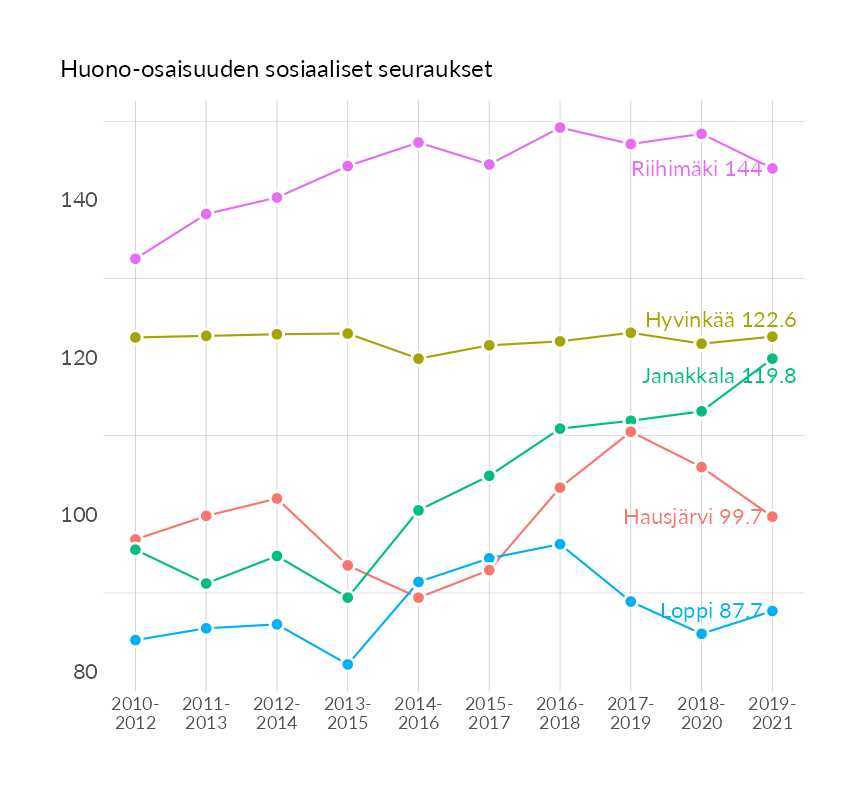 Huono-osaisuuden sosiaaliset seuraukset
140
120
100
80
Riihimäki 144
Hyvinkää 122.6
Janakkala 119.8
Hausjärvi 99.7
Loppi 87.7
2010- 2011- 2012- 2013- 2014- 2015- 2016- 2017- 2018- 2019-
2012 2013 2014 2015 2016 2017 2018 2019 2020 2021